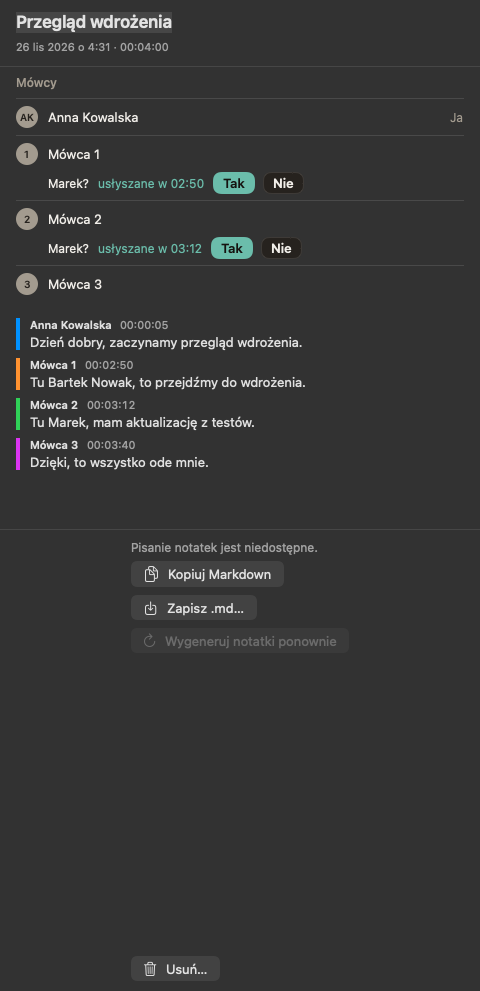 Przegląd wdrożenia
26 lis 2026 o 4:31 · 00:04:00
Mówcy
AK Anna Kowalska Ja
1 Mówca 1
Marek? usłyszane w 02:50 Tak Nie
2 Mówca 2
Marek? usłyszane w 03:12 Tak Nie
3 Mówca 3
Anna Kowalska 00:00:05
Dzień dobry, zaczynamy przegląd wdrożenia.
Mówca 1 00:02:50
Tu Bartek Nowak, to przejdźmy do wdrożenia.
Mówca 2 00:03:12
Tu Marek, mam aktualizację z testów.
Mówca 3 00:03:40
Dzięki, to wszystko ode mnie.
Pisanie notatek jest niedostępne.
Kopiuj Markdown
Zapisz .md...
Wygeneruj notatki ponownie
Usuń...